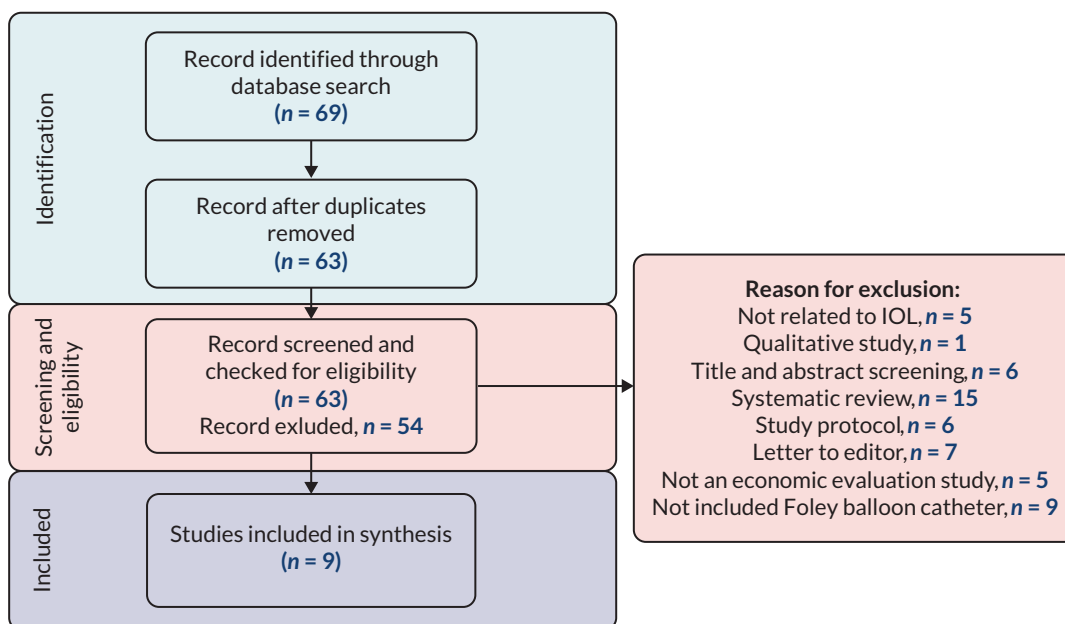 Identification
Record identified through
database search
(n = 69)
Record after duplicates
removed
(n = 63)
Screening and
eligibility
Record screened and
checked for eligibility
(n = 63)
Record exluded, n = 54
Reason for exclusion:
Not related to IOL, n = 5
Qualitative study, n = 1
Title and abstract screening, n = 6
Systematic review, n = 15
Study protocol, n = 6
Letter to editor, n = 7
Not an economic evaluation study, n = 5
Not included Foley balloon catheter, n = 9
Included
Studies included in synthesis
(n = 9)